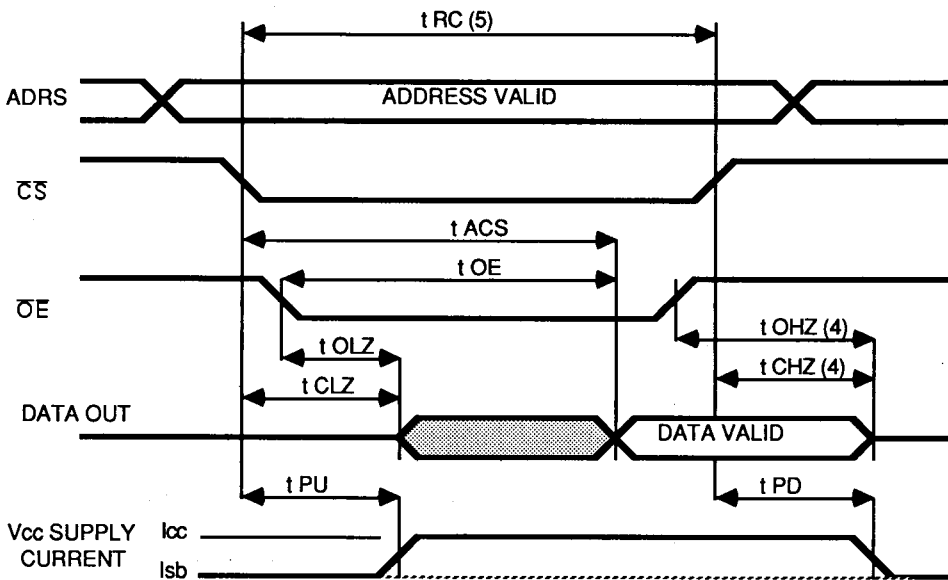 t RC (5)
ADRS
ADDRESS VALID
CS
t ACS
t OE
OE
t OHZ (4)
t OLZ
t CHZ (4)
t CLZ
DATA OUT
DATA VALID
t PU
t PD
Vcc SUPPLY
CURRENT
Icc
Isb